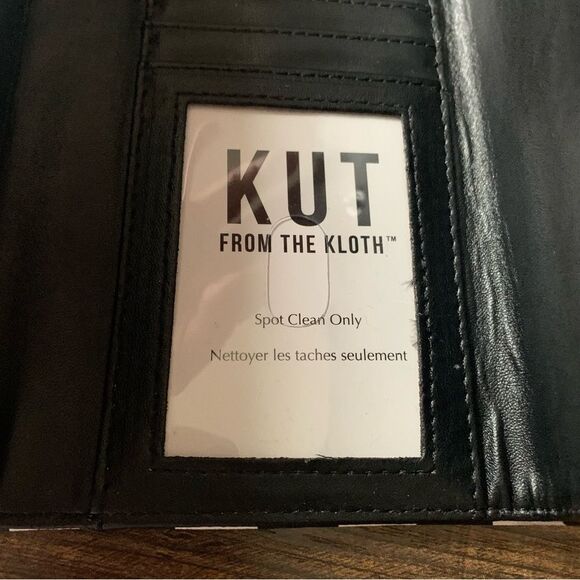 KUT
FROM THE KLOTH™
Spot Clean Only
Nettoyer les taches seulement